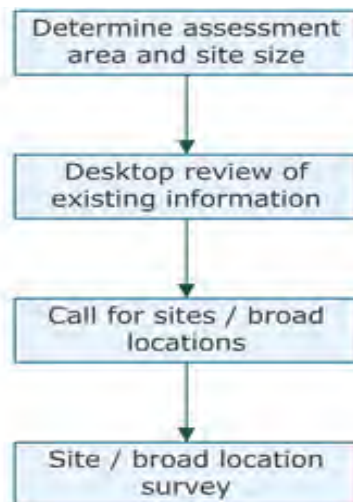 Determine assessment
area and site size
Desktop review of
existing information
Call for sites / broad
locations
Site / broad location
survey